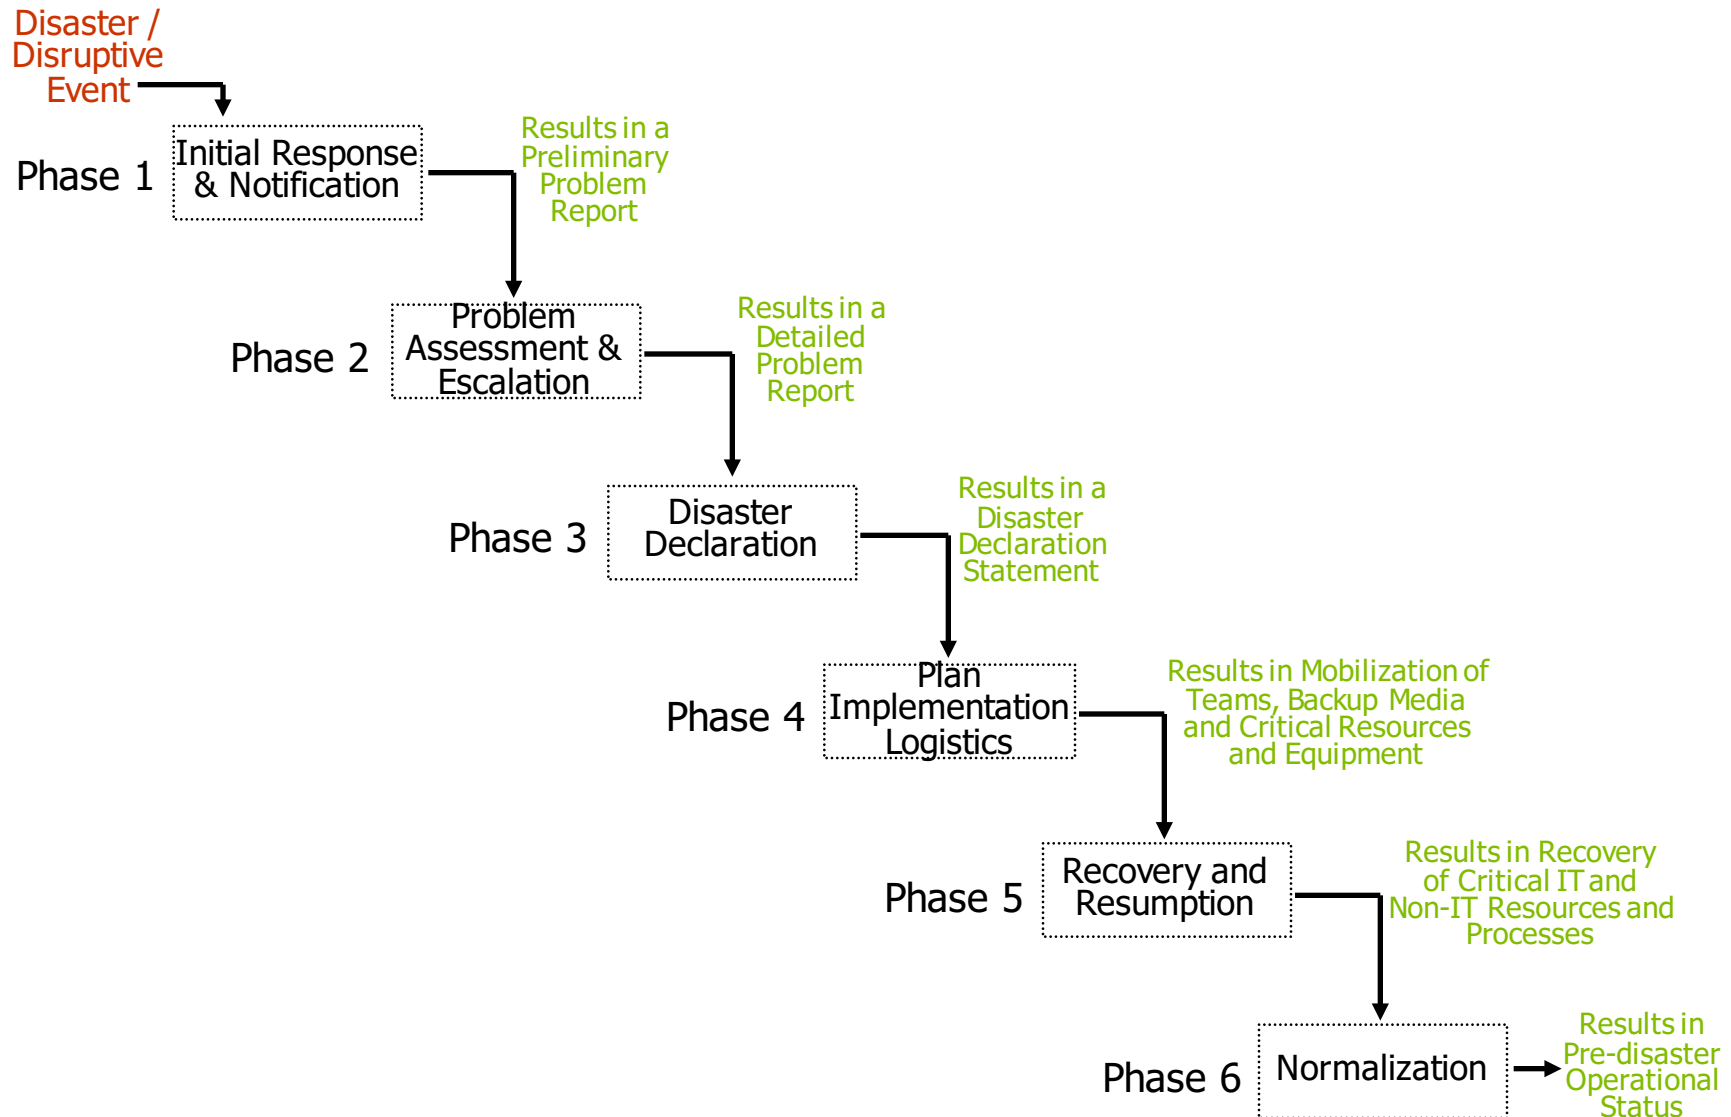 Disaster /
Disruptive
Event
Phase 1
Initial Response
& Notification
Results in a
Preliminary
Problem
Report
Phase 2
Problem
Assessment &
Escalation
Results in a
Detailed
Problem
Report
Phase 3
Disaster
Declaration
Results in a
Disaster
Declaration
Statement
Phase 4
Plan
Implementation
Logistics
Results in Mobilization of
Teams, Backup Media
and Critical Resources
and Equipment
Phase 5
Recovery and
Resumption
Results in Recovery
of Critical IT and
Non-IT Resources and
Processes
Phase 6
Normalization
Results in
Pre-disaster
Operational
Status